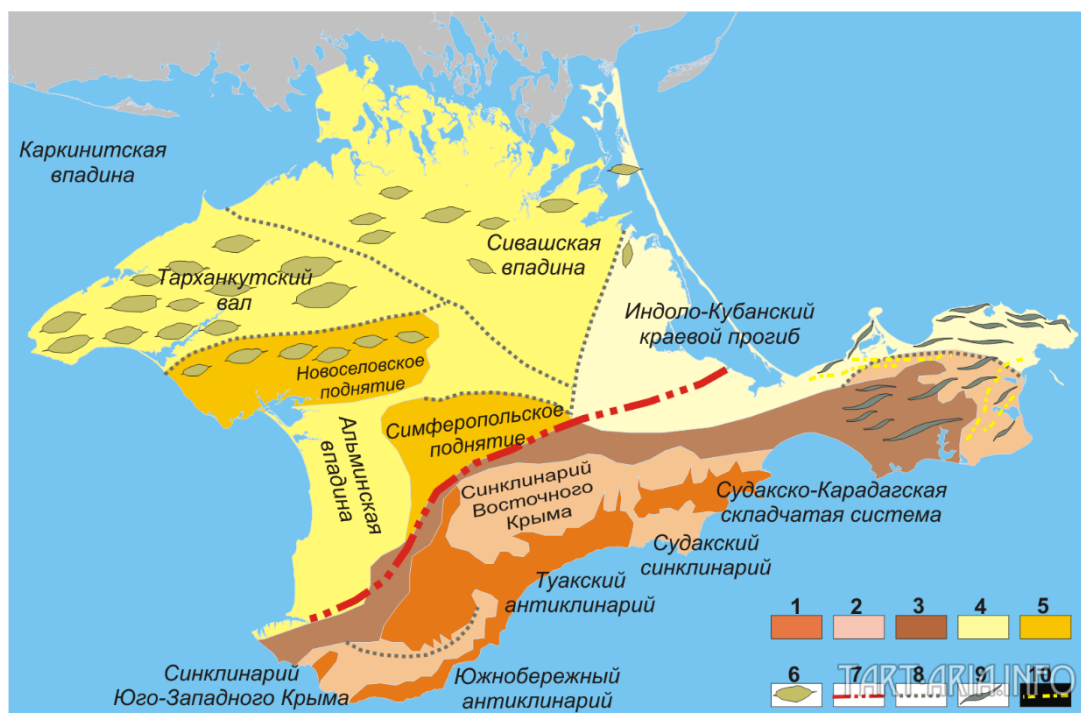 Каркинитская
впадина
Сивашская
впадина
Тарханкутский
вал
Индоло-Кубанский
краевой прогиб
Новоселовское
поднятие
Симферопольское
поднятие
Альминская
впадина
Синклинарий
Восточного
Крыма
Судакско-Карадагская
складчатая система
Судакский
синклинарий
Туакский
антиклинарий
Южнобережный
антиклинарий
Синклинарий
Юго-Западного Крыма
1 2 3 4 5
6 7 8 9 10
TARTARIA.INFO